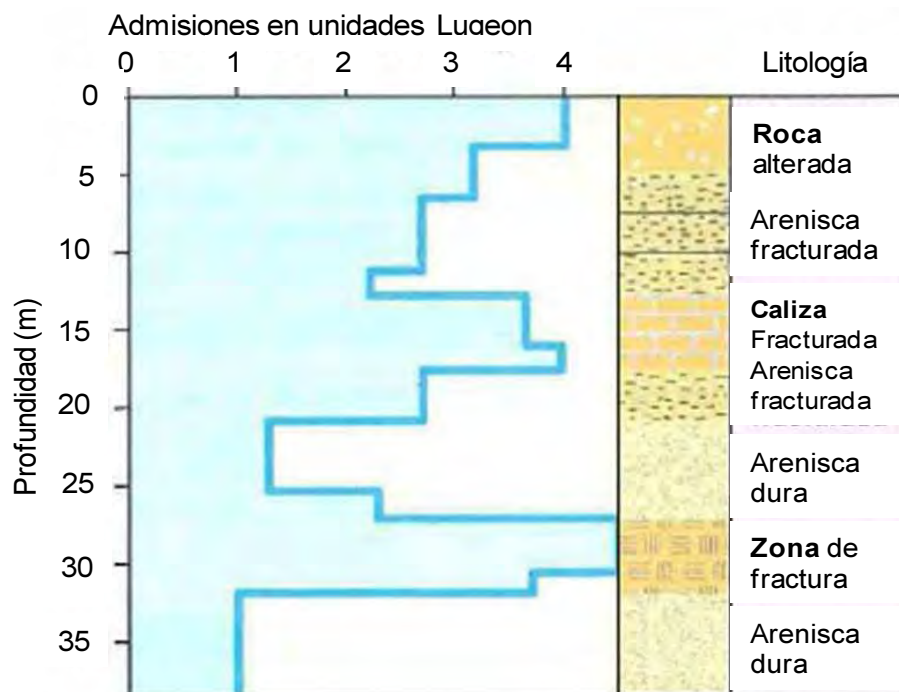 Admisiones en unidades Lugeon
0 1 2 3 4
Litología
Profundidad (m)
0
5
10
15
20
25
30
35
Roca
alterada
Arenisca
fracturada
Caliza
Fracturada
Arenisca
fracturada
Arenisca
dura
Zona de
fractura
Arenisca
dura